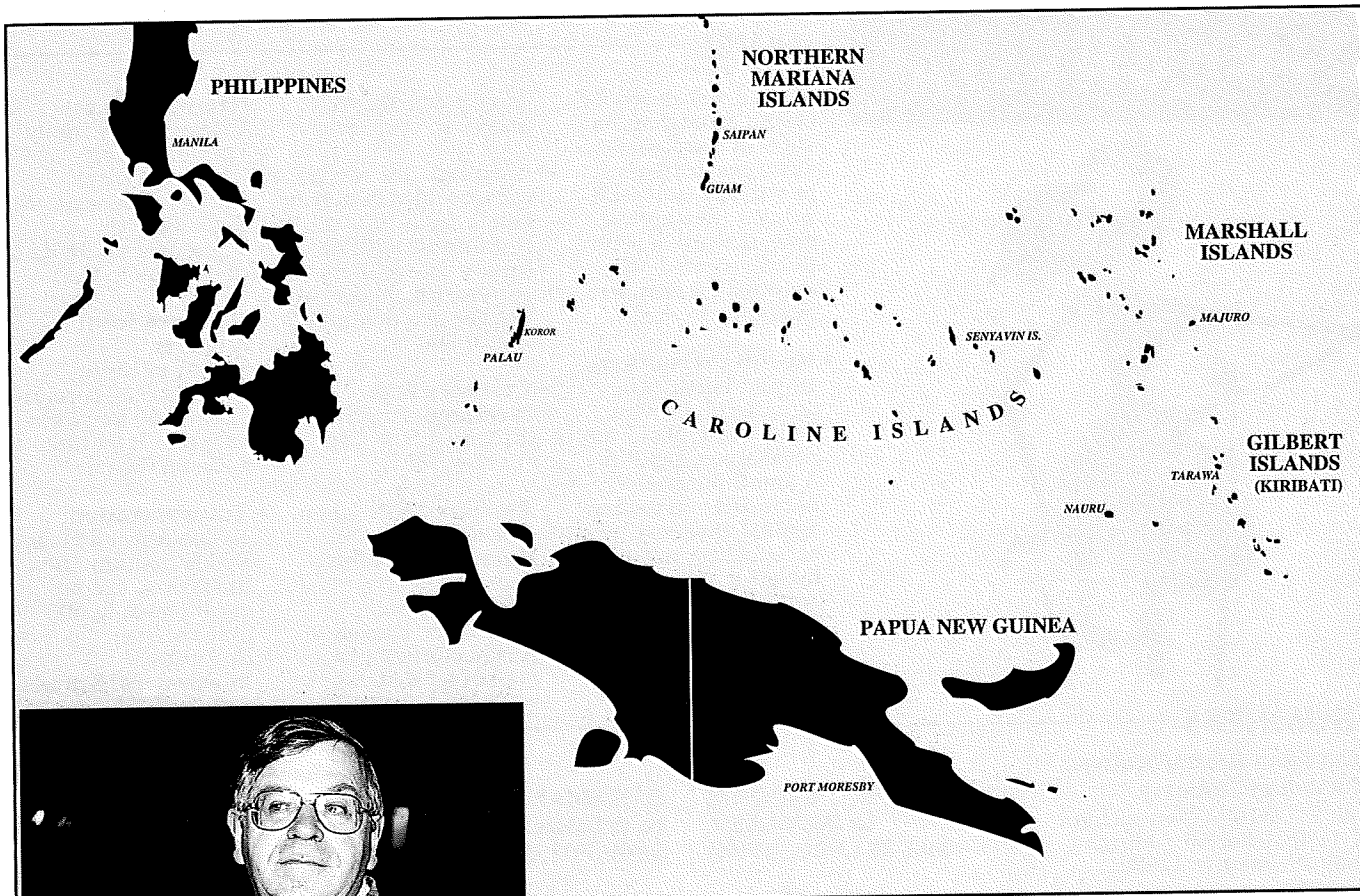 PHILIPPINES
MANILA
NORTHERN
MARIANA
ISLANDS
SAIPAN
GUAM
MARSHALL
ISLANDS
MAJURO
KOROR
PALAU
SENYAVIN IS.
CAROLINE ISLANDS
GILBERT
ISLANDS
(KIRIBATI)
TARAWA
NAURU
PAPUA NEW GUINEA
PORT MORESBY